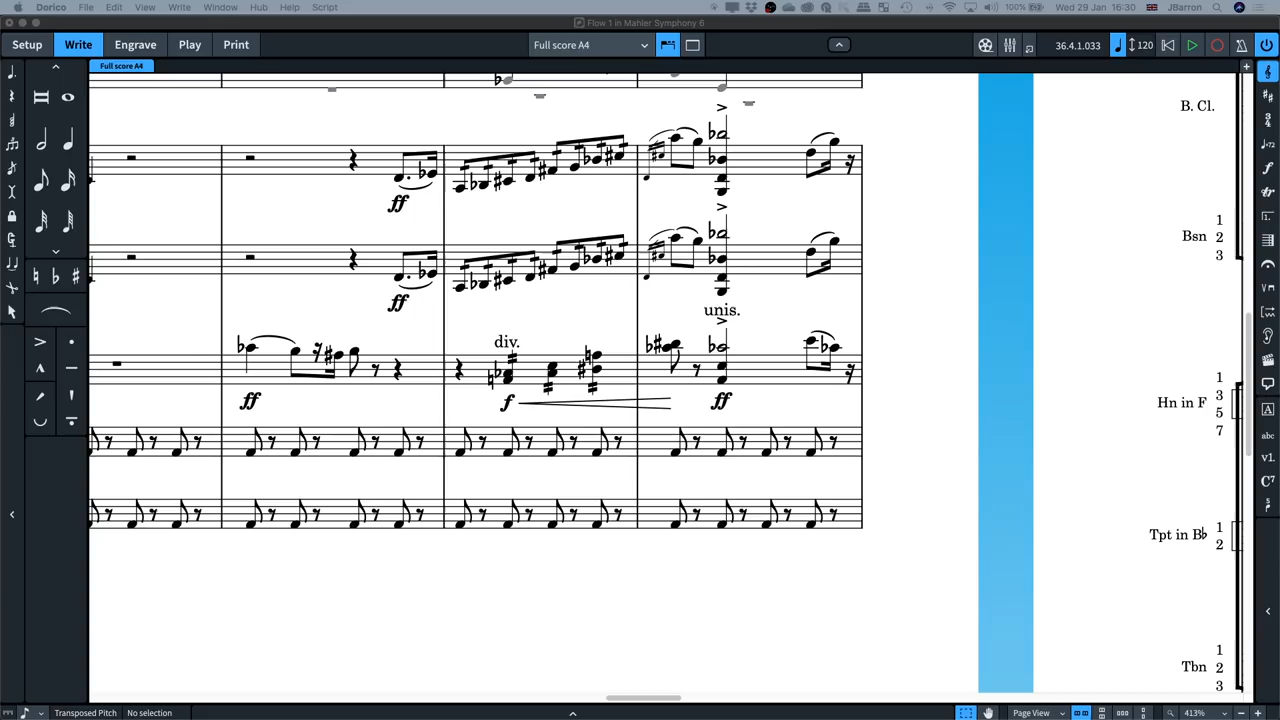 Dorico File Edit View Write Window Hub Script 100% Wed 29 Jan 16:30 JBarron
Flow 1 in Mahler Symphony 6
Setup Write Engrave Play Print Full score A4 36.4.1.033 120
Full score A4
B. Cl.
ff
1
Bsn 2
3
ff
unis.
div.
1
ff f ff Hn in F 3
5
7
abc
v1.
C7
Tpt in B♭ 1
2
1
Tbn 2
3
Transposed Pitch No selection Page View 413%